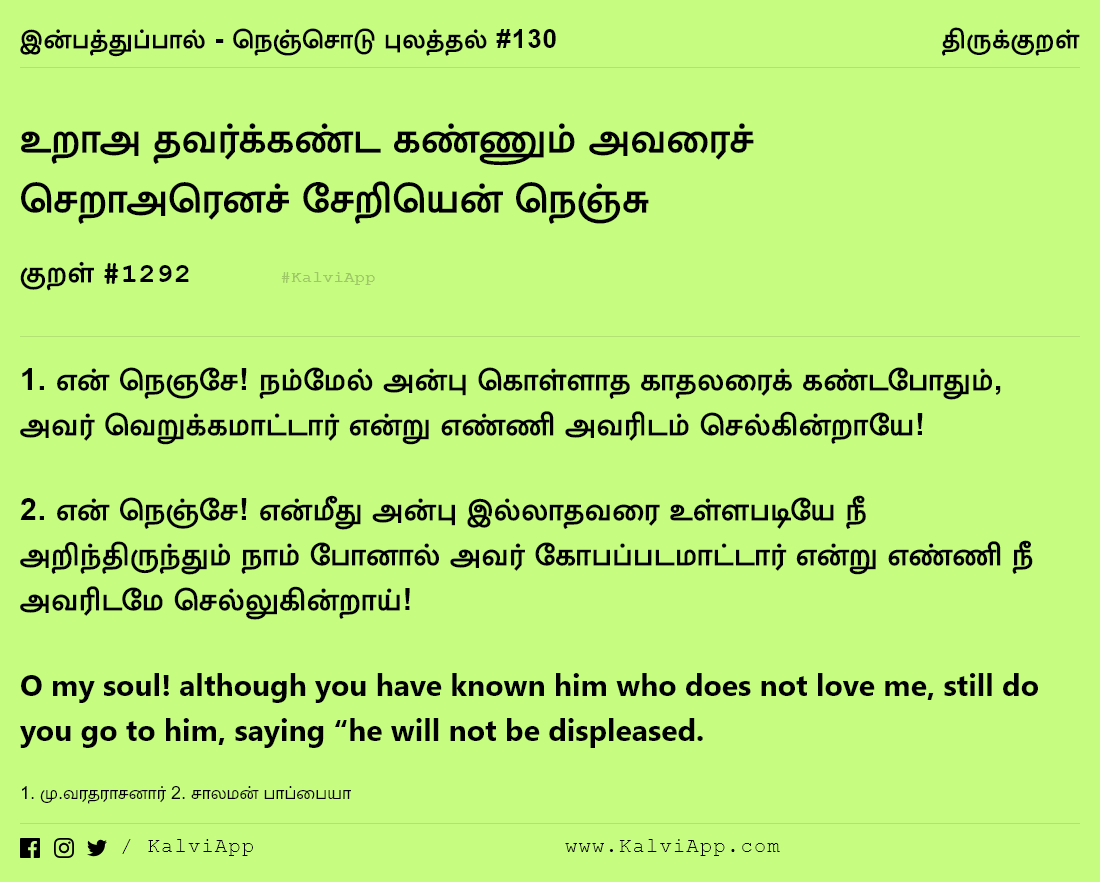 இன்பத்துப்பால் - நெஞ்சொடு புலத்தல் #130
திருக்குறள்
உறாஅ தவர்க்கண்ட கண்ணும் அவரைச்
செறாஅரெனச் சேறியென் நெஞ்சு
குறள் #1292
#KalviApp
1. என் நெஞசே! நம்மேல் அன்பு கொள்ளாத காதலரைக் கண்டபோதும்,
அவர் வெறுக்கமாட்டார் என்று எண்ணி அவரிடம் செல்கின்றாயே!
2. என் நெஞ்சே! என்மீது அன்பு இல்லாதவரை உள்ளபடியே நீ
அறிந்திருந்தும் நாம் போனால் அவர் கோபப்படமாட்டார் என்று எண்ணி நீ
அவரிடமே செல்லுகின்றாய்!
O my soul! although you have known him who does not love me, still do
you go to him, saying “he will not be displeased.
1. மு.வரதராசனார் 2. சாலமன் பாப்பையா
/ KalviApp
www.KalviApp.com